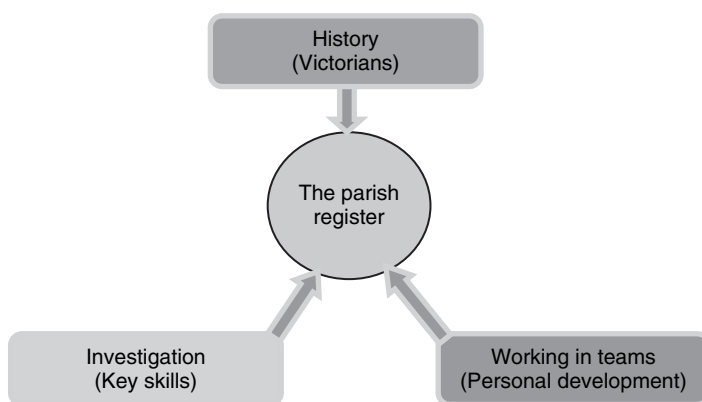 History
(Victorians)
The parish
register
Investigation
(Key skills)
Working in teams
(Personal development)